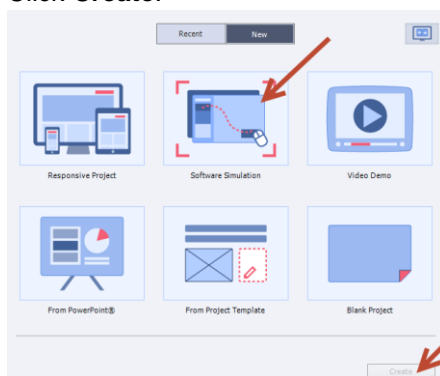 Click Create.
Recent New
Responsive Project Software Simulation Video Demo
From PowerPoint® From Project Template Blank Project
Create